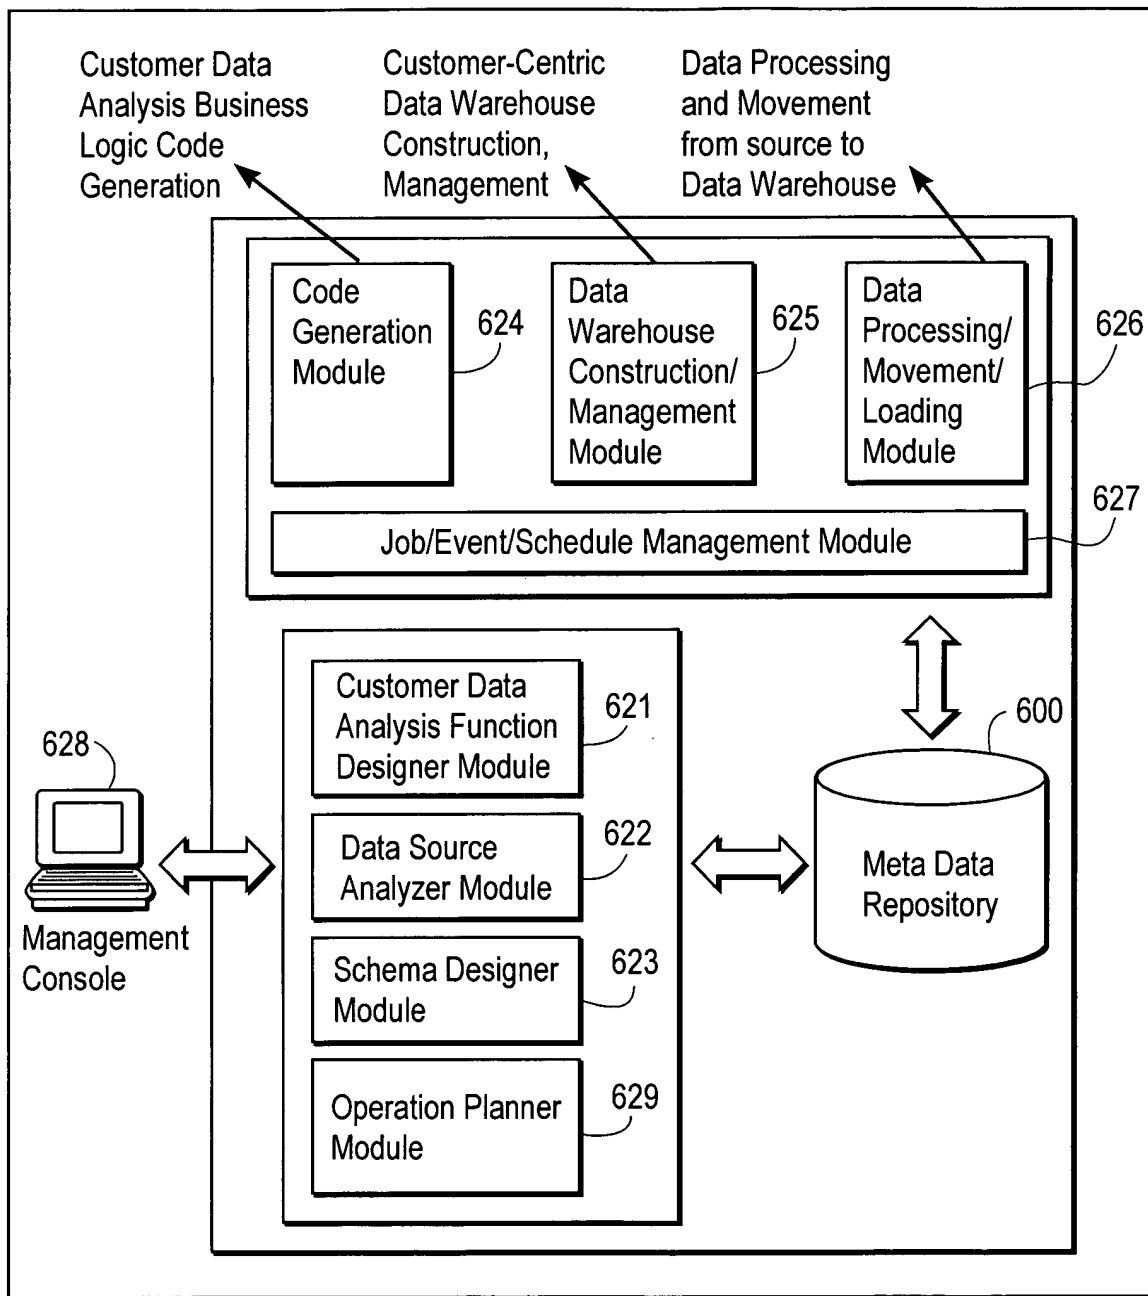 Customer Data
Analysis Business
Logic Code
Generation
Customer-Centric
Data Warehouse
Construction,
Management
Data Processing
and Movement
from source to
Data Warehouse
Code
Generation
Module
624
Data
Warehouse
Construction/
Management
Module
625
Data
Processing/
Movement/
Loading
Module
626
Job/Event/Schedule Management Module
627
Customer Data
Analysis Function
Designer Module
621
Data Source
Analyzer Module
622
Schema Designer
Module
623
Operation Planner
Module
629
628
Management
Console
600
Meta Data
Repository